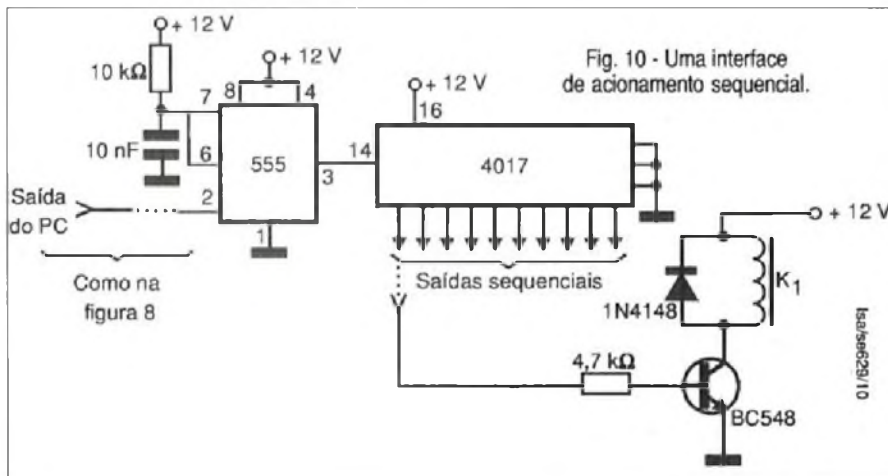 + 12 V
10 kΩ
+ 12 V
7
8
4
10 nF
6
555
3
2
1
Saída
do PC
Como na
figura 8
+ 12 V
16
14
4017
Fig. 10 - Uma interface
de acionamento sequencial.
Saídas sequenciais
+ 12 V
K1
1N4148
4,7 kΩ
BC548
Isa/se629/10